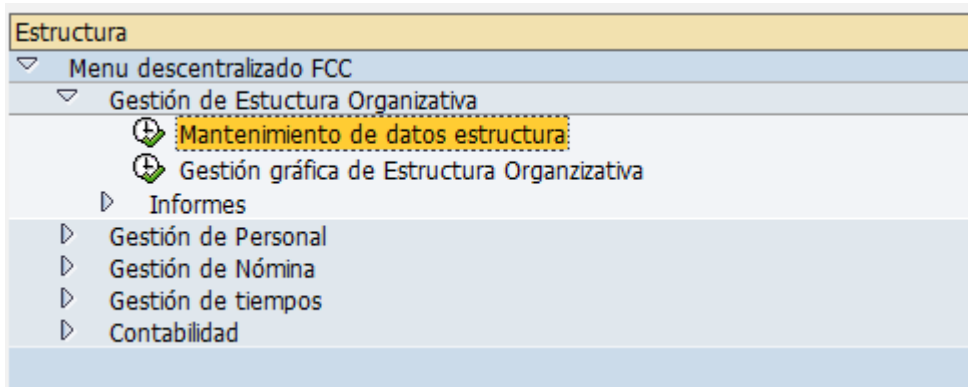 Estructura
Menu descentralizado FCC
Gestión de Estuctura Organizativa
Mantenimiento de datos estructura
Gestión gráfica de Estructura Organzizativa
Informes
Gestión de Personal
Gestión de Nómina
Gestión de tiempos
Contabilidad